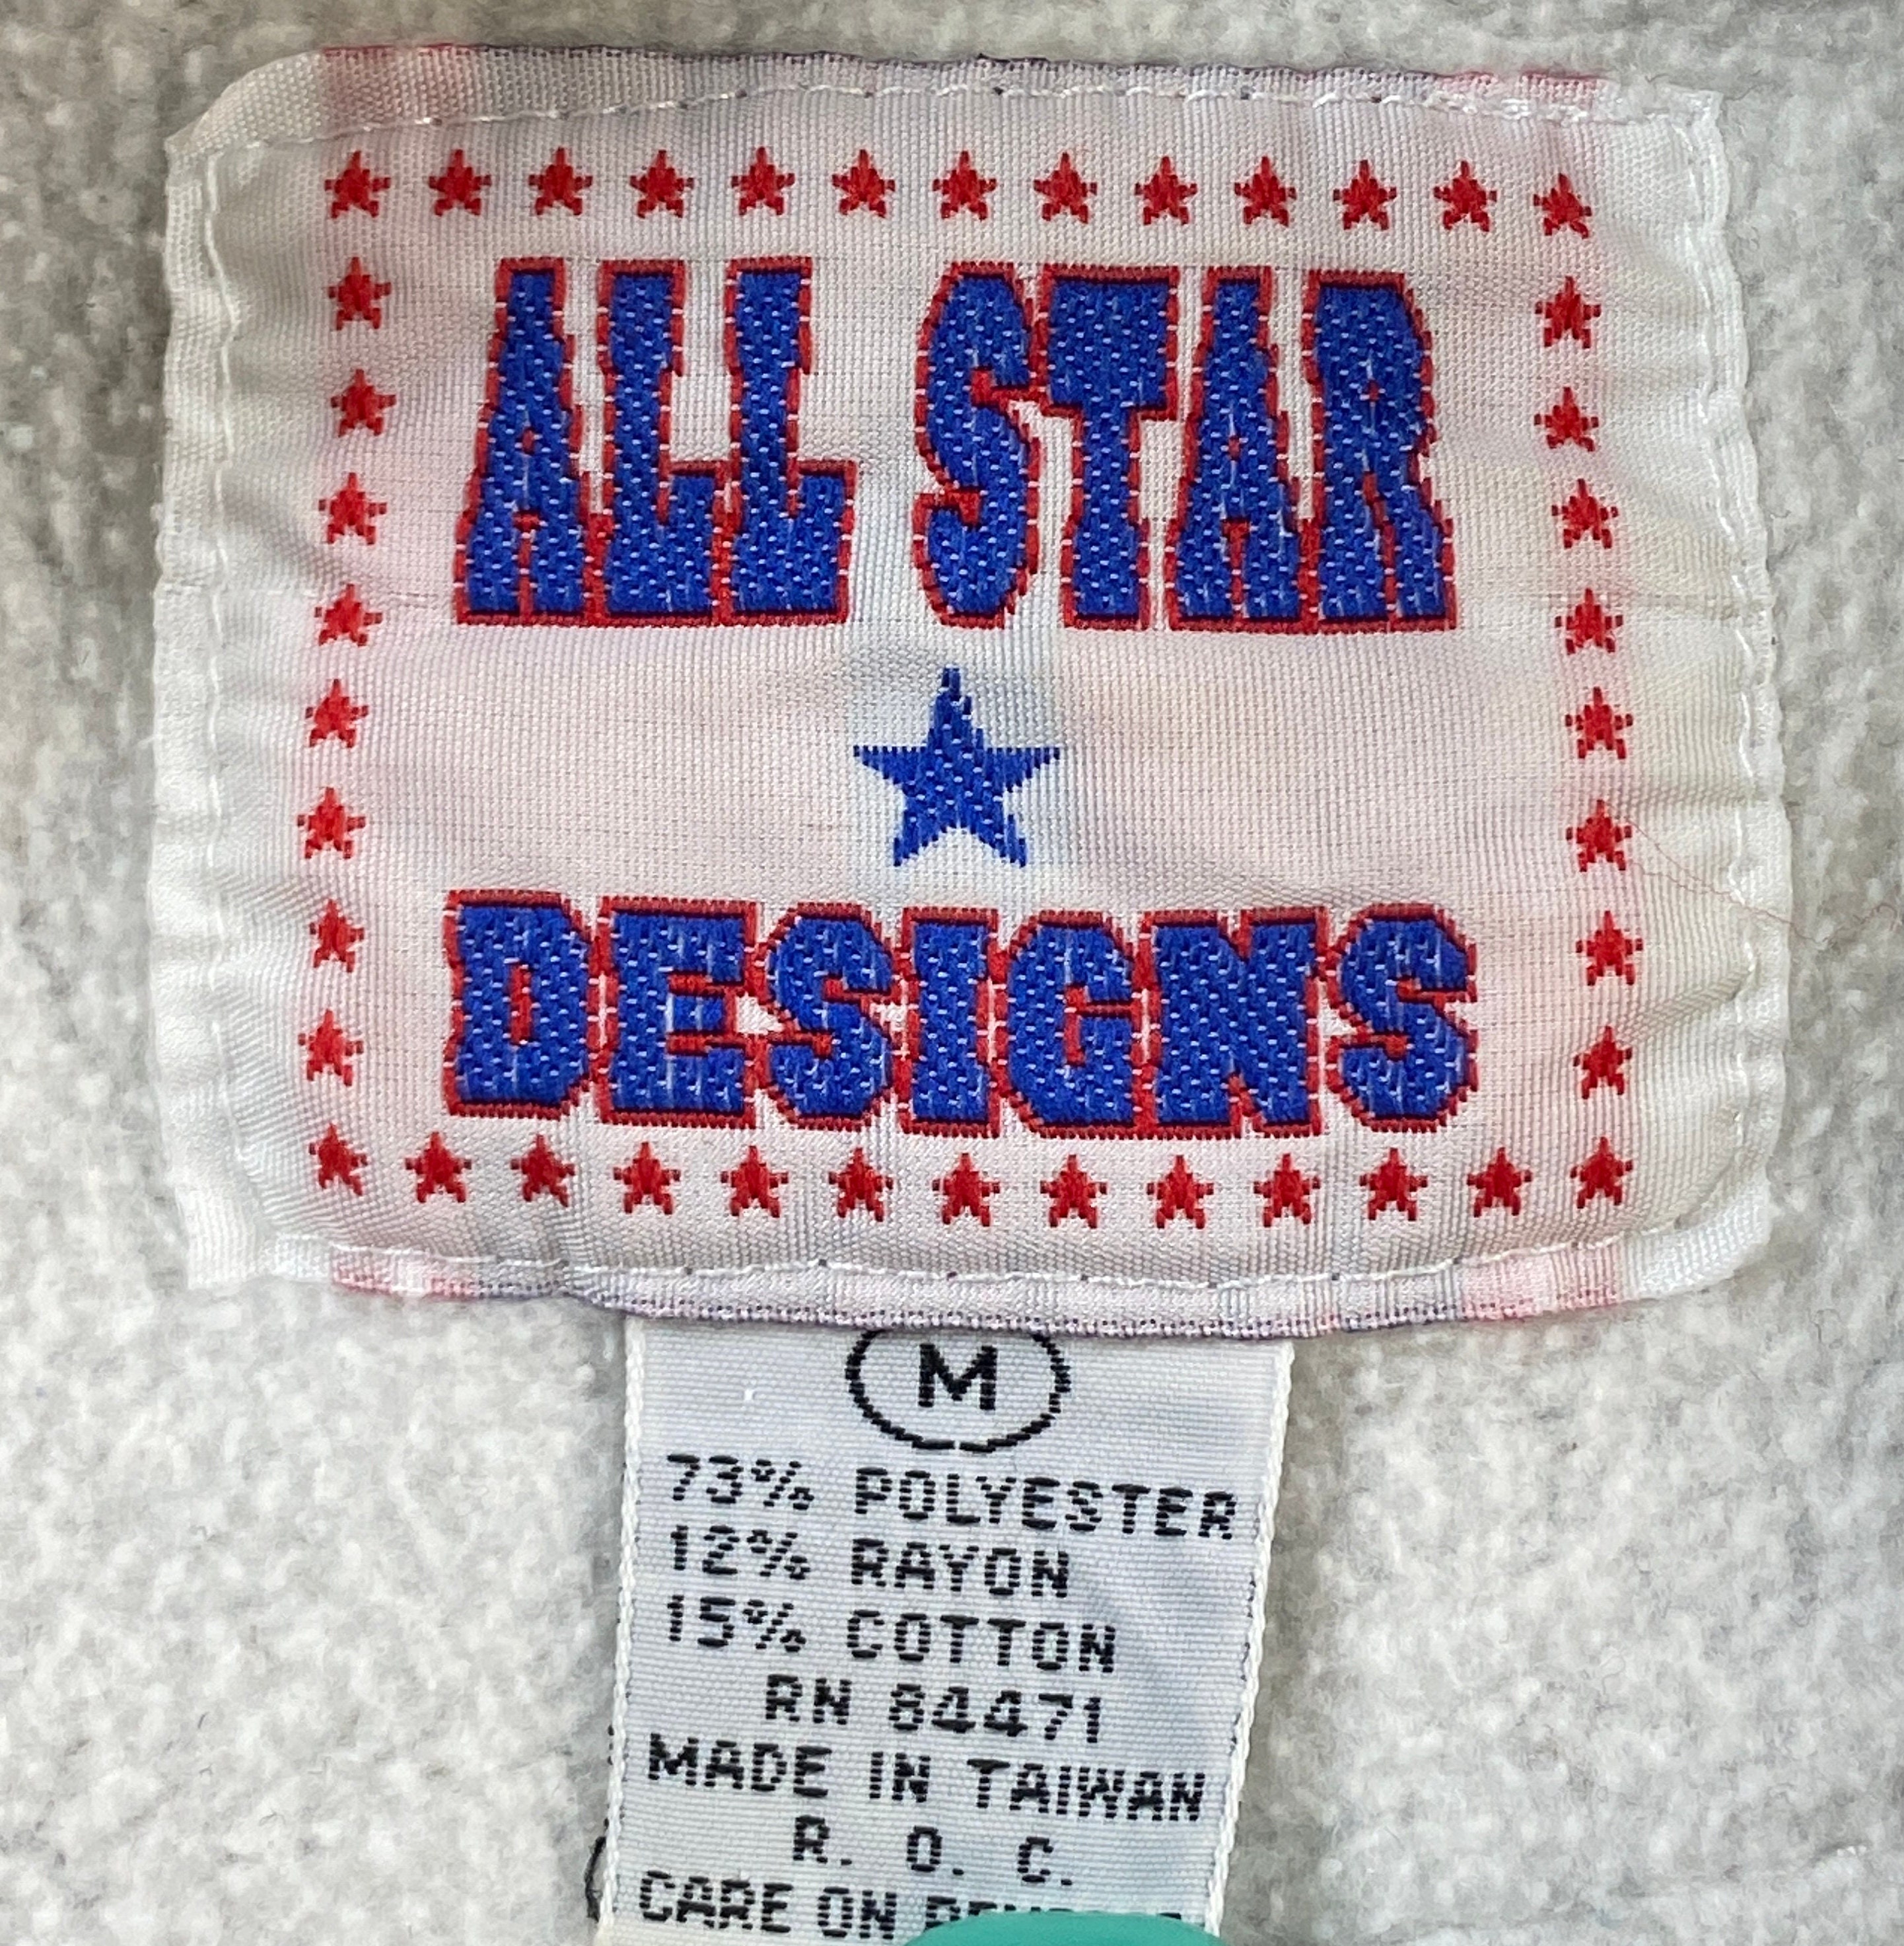 ALL STAR
DESIGNS
M
73% POLYESTER
12% RAYON
15% COTTON
RN 84471
MADE IN TAIWAN
R. O. C.
CARE ON